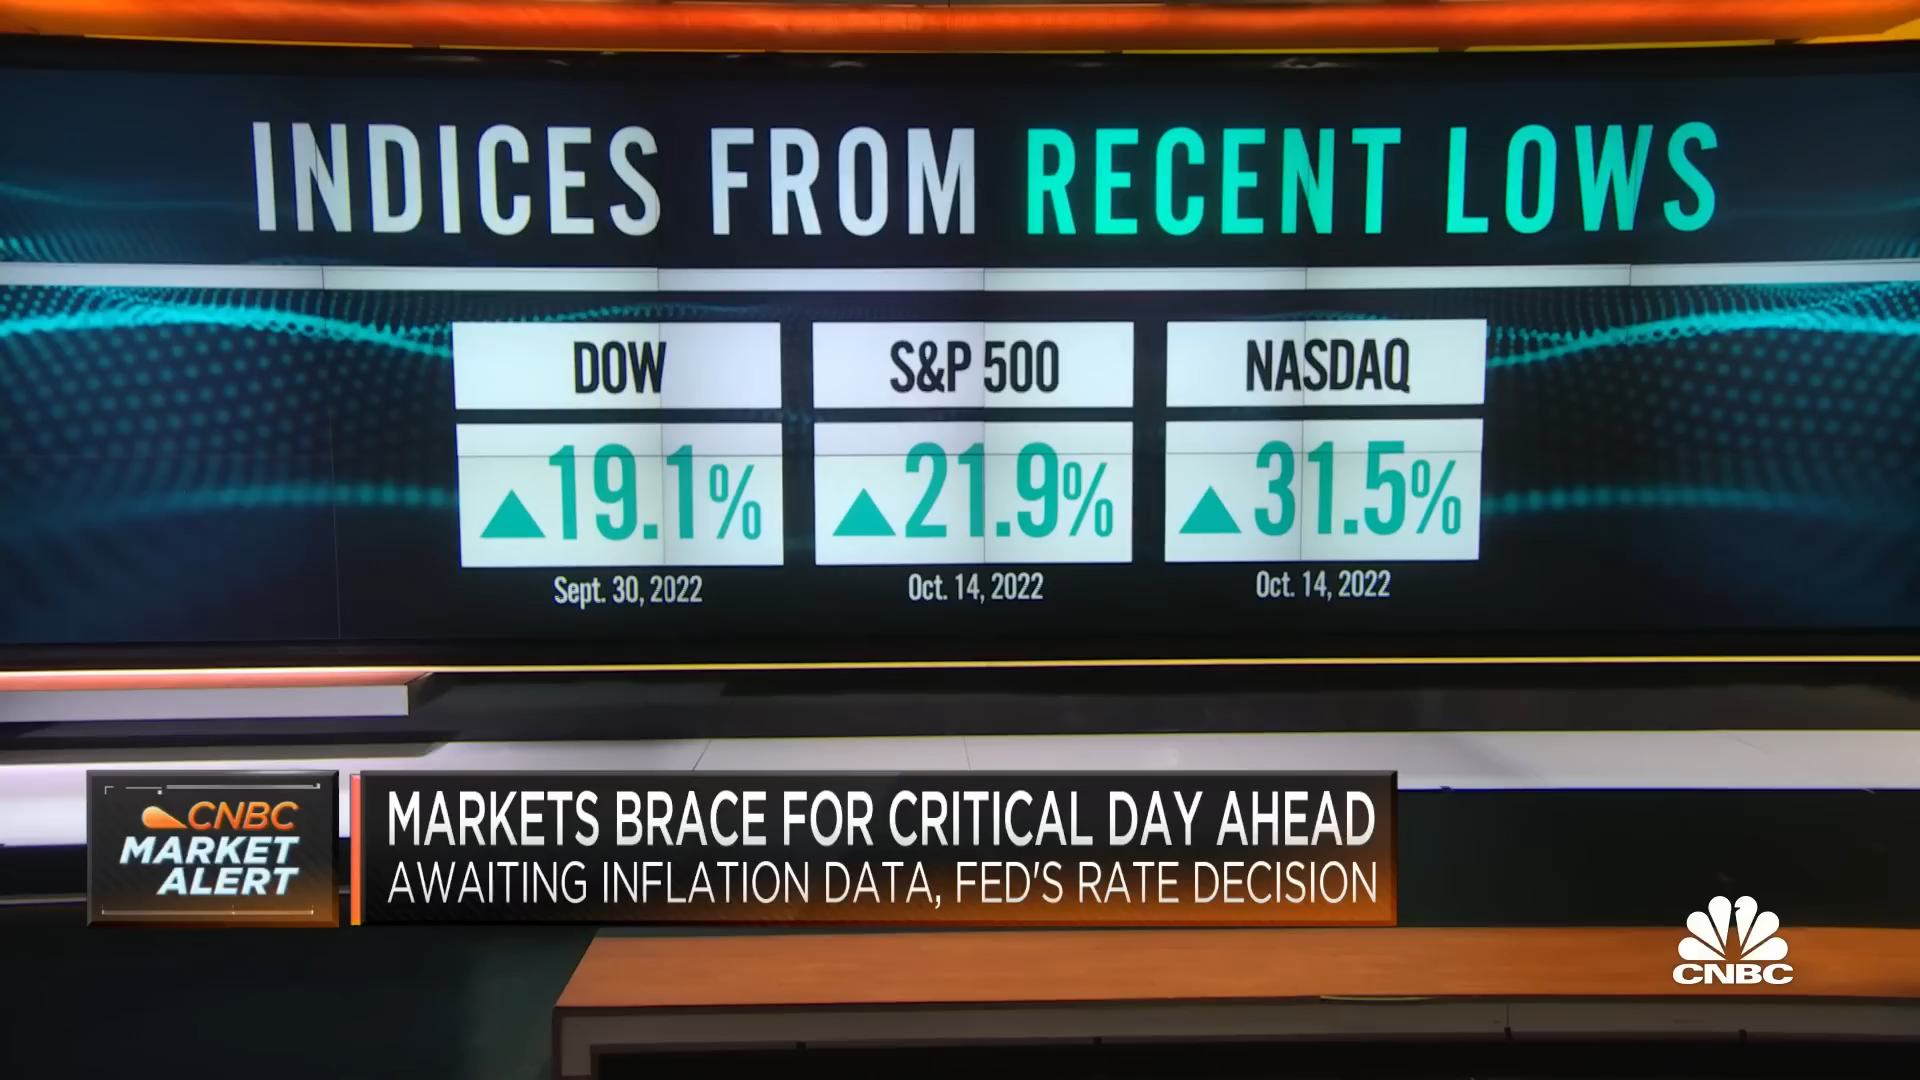 INDICES FROM RECENT LOWS
DOW
▲19.1%
Sept. 30, 2022
S&P 500
▲21.9%
Oct. 14, 2022
NASDAQ
▲31.5%
Oct. 14, 2022
CNBC
MARKET
ALERT
MARKETS BRACE FOR CRITICAL DAY AHEAD
AWAITING INFLATION DATA, FED'S RATE DECISION
CNBC